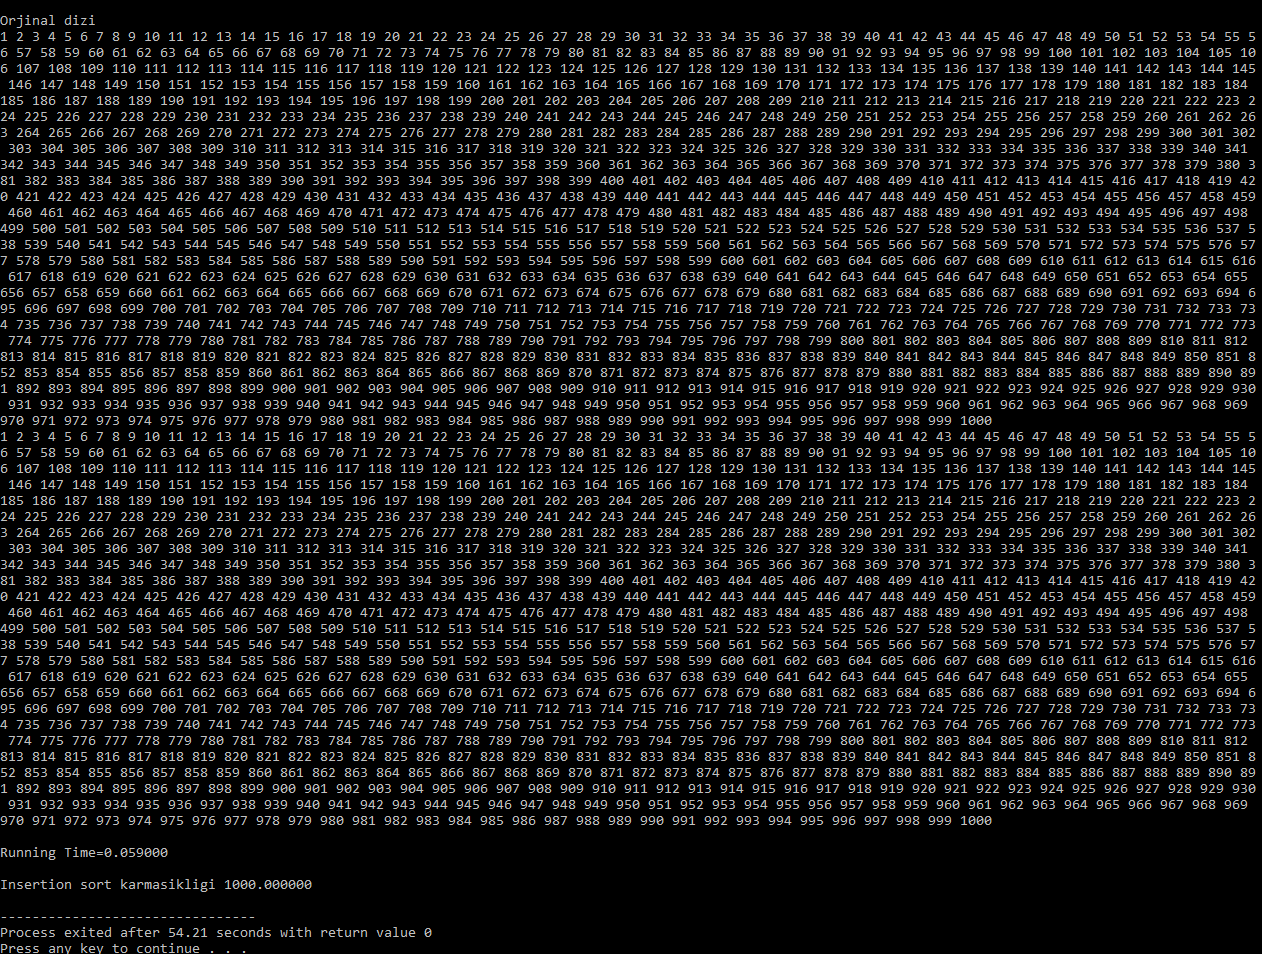 Orjinal dizi
1 2 3 4 5 6 7 8 9 10 11 12 13 14 15 16 17 18 19 20 21 22 23 24 25 26 27 28 29 30 31 32 33 34 35 36 37 38 39 40 41 42 43 44 45 46 47 48 49 50 51 52 53 54 55 5
6 57 58 59 60 61 62 63 64 65 66 67 68 69 70 71 72 73 74 75 76 77 78 79 80 81 82 83 84 85 86 87 88 89 90 91 92 93 94 95 96 97 98 99 100 101 102 103 104 105 10
6 107 108 109 110 111 112 113 114 115 116 117 118 119 120 121 122 123 124 125 126 127 128 129 130 131 132 133 134 135 136 137 138 139 140 141 142 143 144 145
146 147 148 149 150 151 152 153 154 155 156 157 158 159 160 161 162 163 164 165 166 167 168 169 170 171 172 173 174 175 176 177 178 179 180 181 182 183 184
185 186 187 188 189 190 191 192 193 194 195 196 197 198 199 200 201 202 203 204 205 206 207 208 209 210 211 212 213 214 215 216 217 218 219 220 221 222 223 2
24 225 226 227 228 229 230 231 232 233 234 235 236 237 238 239 240 241 242 243 244 245 246 247 248 249 250 251 252 253 254 255 256 257 258 259 260 261 262 26
3 264 265 266 267 268 269 270 271 272 273 274 275 276 277 278 279 280 281 282 283 284 285 286 287 288 289 290 291 292 293 294 295 296 297 298 299 300 301 302
303 304 305 306 307 308 309 310 311 312 313 314 315 316 317 318 319 320 321 322 323 324 325 326 327 328 329 330 331 332 333 334 335 336 337 338 339 340 341
342 343 344 345 346 347 348 349 350 351 352 353 354 355 356 357 358 359 360 361 362 363 364 365 366 367 368 369 370 371 372 373 374 375 376 377 378 379 380 3
81 382 383 384 385 386 387 388 389 390 391 392 393 394 395 396 397 398 399 400 401 402 403 404 405 406 407 408 409 410 411 412 413 414 415 416 417 418 419 42
0 421 422 423 424 425 426 427 428 429 430 431 432 433 434 435 436 437 438 439 440 441 442 443 444 445 446 447 448 449 450 451 452 453 454 455 456 457 458 459
460 461 462 463 464 465 466 467 468 469 470 471 472 473 474 475 476 477 478 479 480 481 482 483 484 485 486 487 488 489 490 491 492 493 494 495 496 497 498
499 500 501 502 503 504 505 506 507 508 509 510 511 512 513 514 515 516 517 518 519 520 521 522 523 524 525 526 527 528 529 530 531 532 533 534 535 536 537 5
38 539 540 541 542 543 544 545 546 547 548 549 550 551 552 553 554 555 556 557 558 559 560 561 562 563 564 565 566 567 568 569 570 571 572 573 574 575 576 57
7 578 579 580 581 582 583 584 585 586 587 588 589 590 591 592 593 594 595 596 597 598 599 600 601 602 603 604 605 606 607 608 609 610 611 612 613 614 615 616
617 618 619 620 621 622 623 624 625 626 627 628 629 630 631 632 633 634 635 636 637 638 639 640 641 642 643 644 645 646 647 648 649 650 651 652 653 654 655
656 657 658 659 660 661 662 663 664 665 666 667 668 669 670 671 672 673 674 675 676 677 678 679 680 681 682 683 684 685 686 687 688 689 690 691 692 693 694 6
95 696 697 698 699 700 701 702 703 704 705 706 707 708 709 710 711 712 713 714 715 716 717 718 719 720 721 722 723 724 725 726 727 728 729 730 731 732 733 73
4 735 736 737 738 739 740 741 742 743 744 745 746 747 748 749 750 751 752 753 754 755 756 757 758 759 760 761 762 763 764 765 766 767 768 769 770 771 772 773
774 775 776 777 778 779 780 781 782 783 784 785 786 787 788 789 790 791 792 793 794 795 796 797 798 799 800 801 802 803 804 805 806 807 808 809 810 811 812
813 814 815 816 817 818 819 820 821 822 823 824 825 826 827 828 829 830 831 832 833 834 835 836 837 838 839 840 841 842 843 844 845 846 847 848 849 850 851 8
52 853 854 855 856 857 858 859 860 861 862 863 864 865 866 867 868 869 870 871 872 873 874 875 876 877 878 879 880 881 882 883 884 885 886 887 888 889 890 89
1 892 893 894 895 896 897 898 899 900 901 902 903 904 905 906 907 908 909 910 911 912 913 914 915 916 917 918 919 920 921 922 923 924 925 926 927 928 929 930
931 932 933 934 935 936 937 938 939 940 941 942 943 944 945 946 947 948 949 950 951 952 953 954 955 956 957 958 959 960 961 962 963 964 965 966 967 968 969
970 971 972 973 974 975 976 977 978 979 980 981 982 983 984 985 986 987 988 989 990 991 992 993 994 995 996 997 998 999 1000
1 2 3 4 5 6 7 8 9 10 11 12 13 14 15 16 17 18 19 20 21 22 23 24 25 26 27 28 29 30 31 32 33 34 35 36 37 38 39 40 41 42 43 44 45 46 47 48 49 50 51 52 53 54 55 5
6 57 58 59 60 61 62 63 64 65 66 67 68 69 70 71 72 73 74 75 76 77 78 79 80 81 82 83 84 85 86 87 88 89 90 91 92 93 94 95 96 97 98 99 100 101 102 103 104 105 10
6 107 108 109 110 111 112 113 114 115 116 117 118 119 120 121 122 123 124 125 126 127 128 129 130 131 132 133 134 135 136 137 138 139 140 141 142 143 144 145
146 147 148 149 150 151 152 153 154 155 156 157 158 159 160 161 162 163 164 165 166 167 168 169 170 171 172 173 174 175 176 177 178 179 180 181 182 183 184
185 186 187 188 189 190 191 192 193 194 195 196 197 198 199 200 201 202 203 204 205 206 207 208 209 210 211 212 213 214 215 216 217 218 219 220 221 222 223 2
24 225 226 227 228 229 230 231 232 233 234 235 236 237 238 239 240 241 242 243 244 245 246 247 248 249 250 251 252 253 254 255 256 257 258 259 260 261 262 26
3 264 265 266 267 268 269 270 271 272 273 274 275 276 277 278 279 280 281 282 283 284 285 286 287 288 289 290 291 292 293 294 295 296 297 298 299 300 301 302
303 304 305 306 307 308 309 310 311 312 313 314 315 316 317 318 319 320 321 322 323 324 325 326 327 328 329 330 331 332 333 334 335 336 337 338 339 340 341
342 343 344 345 346 347 348 349 350 351 352 353 354 355 356 357 358 359 360 361 362 363 364 365 366 367 368 369 370 371 372 373 374 375 376 377 378 379 380 3
81 382 383 384 385 386 387 388 389 390 391 392 393 394 395 396 397 398 399 400 401 402 403 404 405 406 407 408 409 410 411 412 413 414 415 416 417 418 419 42
0 421 422 423 424 425 426 427 428 429 430 431 432 433 434 435 436 437 438 439 440 441 442 443 444 445 446 447 448 449 450 451 452 453 454 455 456 457 458 459
460 461 462 463 464 465 466 467 468 469 470 471 472 473 474 475 476 477 478 479 480 481 482 483 484 485 486 487 488 489 490 491 492 493 494 495 496 497 498
499 500 501 502 503 504 505 506 507 508 509 510 511 512 513 514 515 516 517 518 519 520 521 522 523 524 525 526 527 528 529 530 531 532 533 534 535 536 537 5
38 539 540 541 542 543 544 545 546 547 548 549 550 551 552 553 554 555 556 557 558 559 560 561 562 563 564 565 566 567 568 569 570 571 572 573 574 575 576 57
7 578 579 580 581 582 583 584 585 586 587 588 589 590 591 592 593 594 595 596 597 598 599 600 601 602 603 604 605 606 607 608 609 610 611 612 613 614 615 616
617 618 619 620 621 622 623 624 625 626 627 628 629 630 631 632 633 634 635 636 637 638 639 640 641 642 643 644 645 646 647 648 649 650 651 652 653 654 655
656 657 658 659 660 661 662 663 664 665 666 667 668 669 670 671 672 673 674 675 676 677 678 679 680 681 682 683 684 685 686 687 688 689 690 691 692 693 694 6
95 696 697 698 699 700 701 702 703 704 705 706 707 708 709 710 711 712 713 714 715 716 717 718 719 720 721 722 723 724 725 726 727 728 729 730 731 732 733 73
4 735 736 737 738 739 740 741 742 743 744 745 746 747 748 749 750 751 752 753 754 755 756 757 758 759 760 761 762 763 764 765 766 767 768 769 770 771 772 773
774 775 776 777 778 779 780 781 782 783 784 785 786 787 788 789 790 791 792 793 794 795 796 797 798 799 800 801 802 803 804 805 806 807 808 809 810 811 812
813 814 815 816 817 818 819 820 821 822 823 824 825 826 827 828 829 830 831 832 833 834 835 836 837 838 839 840 841 842 843 844 845 846 847 848 849 850 851 8
52 853 854 855 856 857 858 859 860 861 862 863 864 865 866 867 868 869 870 871 872 873 874 875 876 877 878 879 880 881 882 883 884 885 886 887 888 889 890 89
1 892 893 894 895 896 897 898 899 900 901 902 903 904 905 906 907 908 909 910 911 912 913 914 915 916 917 918 919 920 921 922 923 924 925 926 927 928 929 930
931 932 933 934 935 936 937 938 939 940 941 942 943 944 945 946 947 948 949 950 951 952 953 954 955 956 957 958 959 960 961 962 963 964 965 966 967 968 969
970 971 972 973 974 975 976 977 978 979 980 981 982 983 984 985 986 987 988 989 990 991 992 993 994 995 996 997 998 999 1000
Running Time=0.059000
Insertion sort karmasikligi 1000.000000
--------------------------------
Process exited after 54.21 seconds with return value 0
Press any key to continue . . .